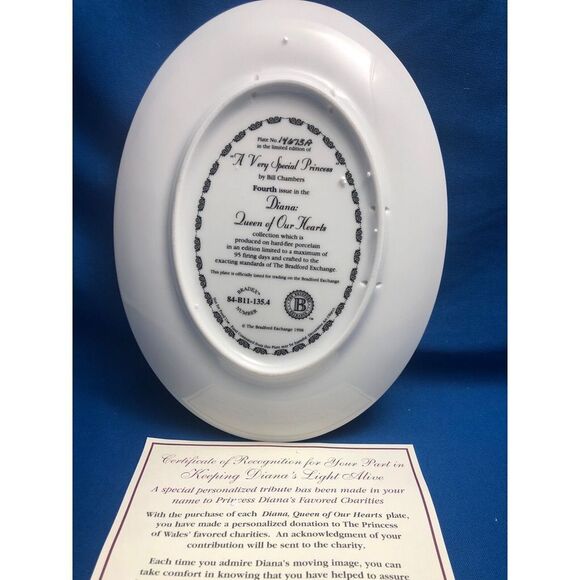 Plate No. 14673A
in the limited edition of
"A Very Special Princess"
by Bill Chambers
Fourth issue in the
Diana:
Queen of Our Hearts
collection which is
produced on hard-fire porcelain
in an edition limited to a maximum of
95 firing days and crafted to the
exacting standards of The Bradford Exchange.
This plate is officially listed for trading on the Bradford Exchange
BRADEX®
84-B11-135.4
NUMBER
B
© The Bradford Exchange 1998
Certificate of Recognition for Your Part in
Keeping Diana's Light Alive
A special personalized tribute has been made in your
name to Princess Diana's Favored Charities
With the purchase of each Diana, Queen of Our Hearts plate,
you have made a personalized donation to The Princess
of Wales' favored charities. An acknowledgment of your
contribution will be sent to the charity.
Each time you admire Diana's moving image, you can
take comfort in knowing that you have helped to assure